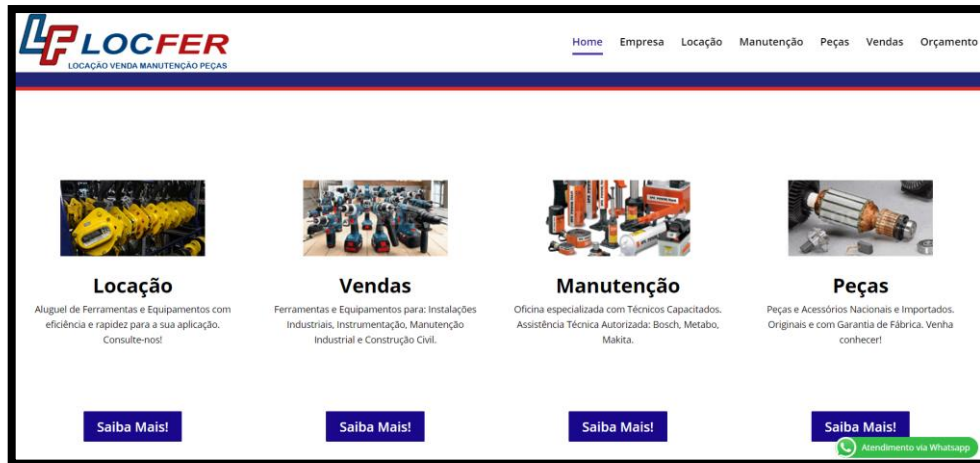 LF LOCFER
LOCAÇÃO VENDA MANUTENÇÃO PEÇAS
Home Empresa Locação Manutenção Peças Vendas Orçamento
Locação
Aluguel de Ferramentas e Equipamentos com
eficiência e rapidez para a sua aplicação.
Consulte-nos!
Saiba Mais!
Vendas
Ferramentas e Equipamentos para: Instalações
Industriais, Instrumentação, Manutenção
Industrial e Construção Civil.
Saiba Mais!
Manutenção
Oficina especializada com Técnicos Capacitados.
Assistência Técnica Autorizada: Bosch, Metabo,
Makita.
Saiba Mais!
Peças
Peças e Acessórios Nacionais e Importados.
Originais e com Garantia de Fábrica. Venha
conhecer!
Saiba Mais!
Atendimento via Whatsapp